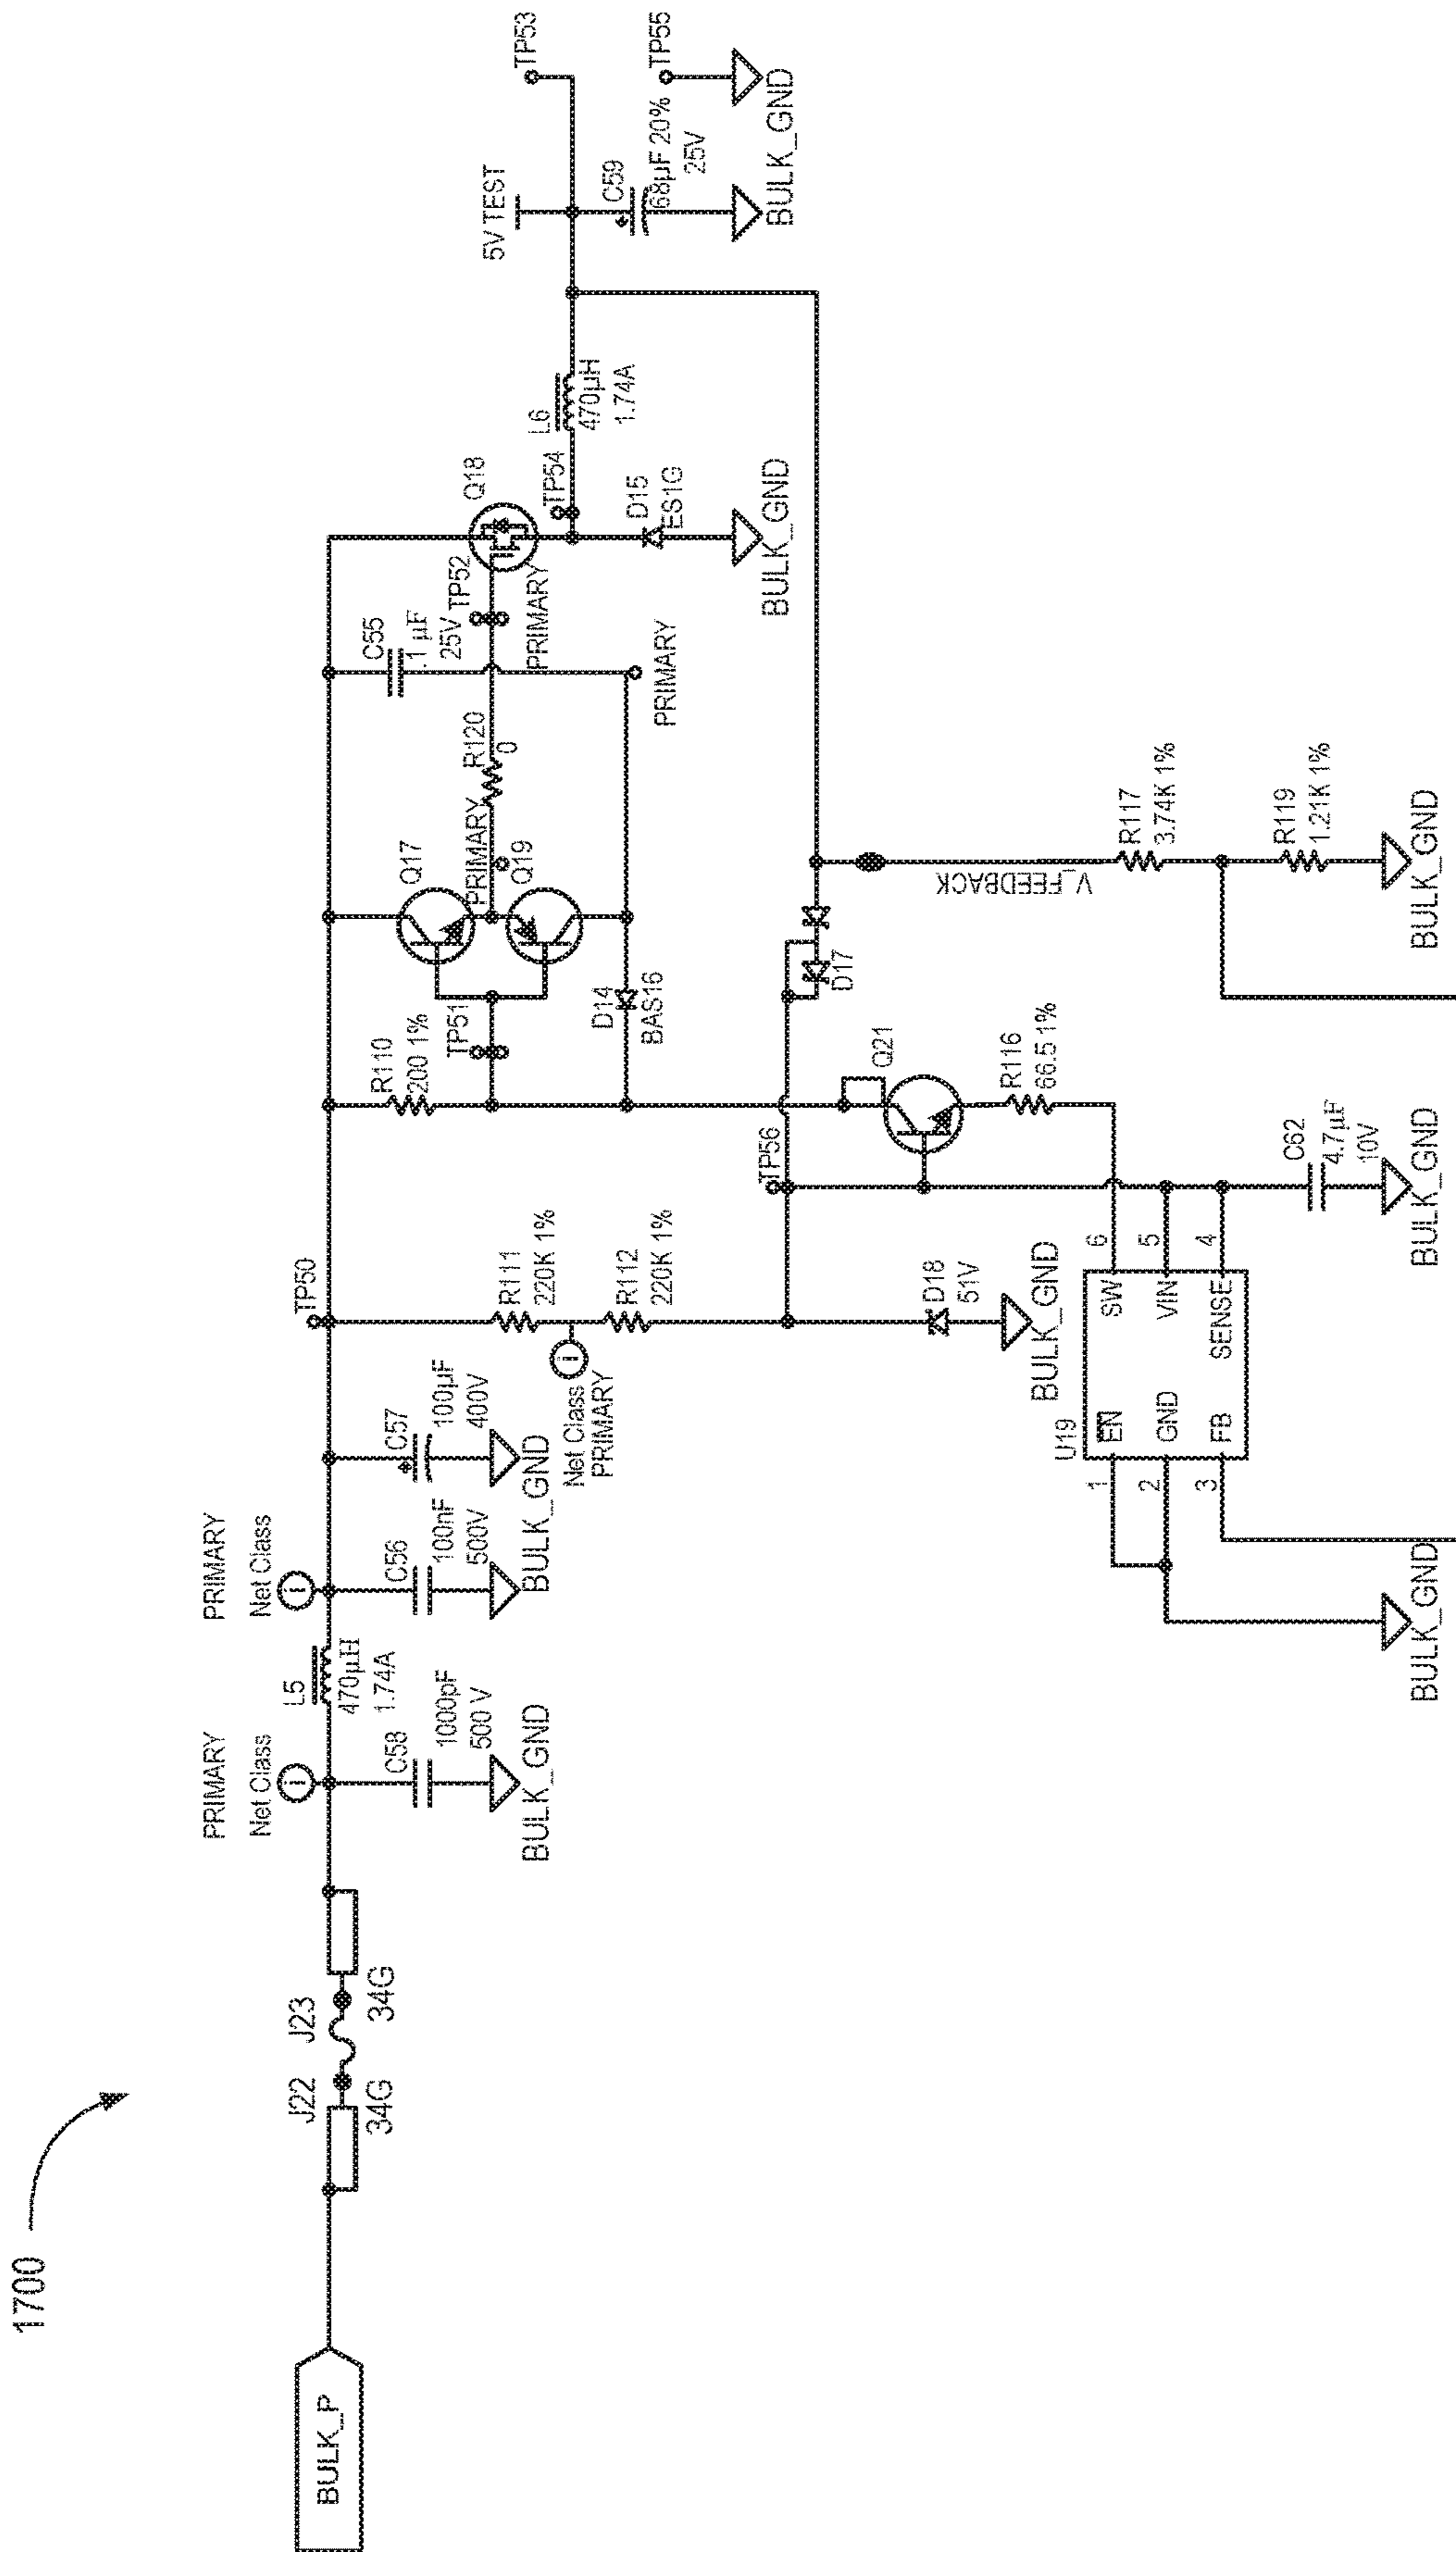 1700
BULK_P
J22
34G
J23
34G
PRIMARY
Net Class
i
C58
1000pF
500 V
BULK_GND
L5
470µH
1.74A
PRIMARY
Net Class
i
C56
100nF
500V
C57
100µF
400V
BULK_GND
TP50
R111
220K 1%
i
Net Class
PRIMARY
R112
220K 1%
D18
51V
BULK_GND
R110
200 1%
TP51
Q17
PRIMARY
Q19
D14
BAS16
R120
0
C55
.1 µF
25V
TP52
PRIMARY
PRIMARY
Q18
TP54
D15
ES1G
BULK_GND
L6
470µH
1.74A
5V TEST
C59
68µF 20%
25V
BULK_GND
TP53
TP55
BULK_GND
TP56
Q21
R116
66.5 1%
D17
V_FEEDBACK
R117
3.74K 1%
R119
1.21K 1%
BULK_GND
U19
1
EN
2
GND
3
FB
SW
6
VIN
5
SENSE
4
BULK_GND
C62
4.7µF
10V
BULK_GND